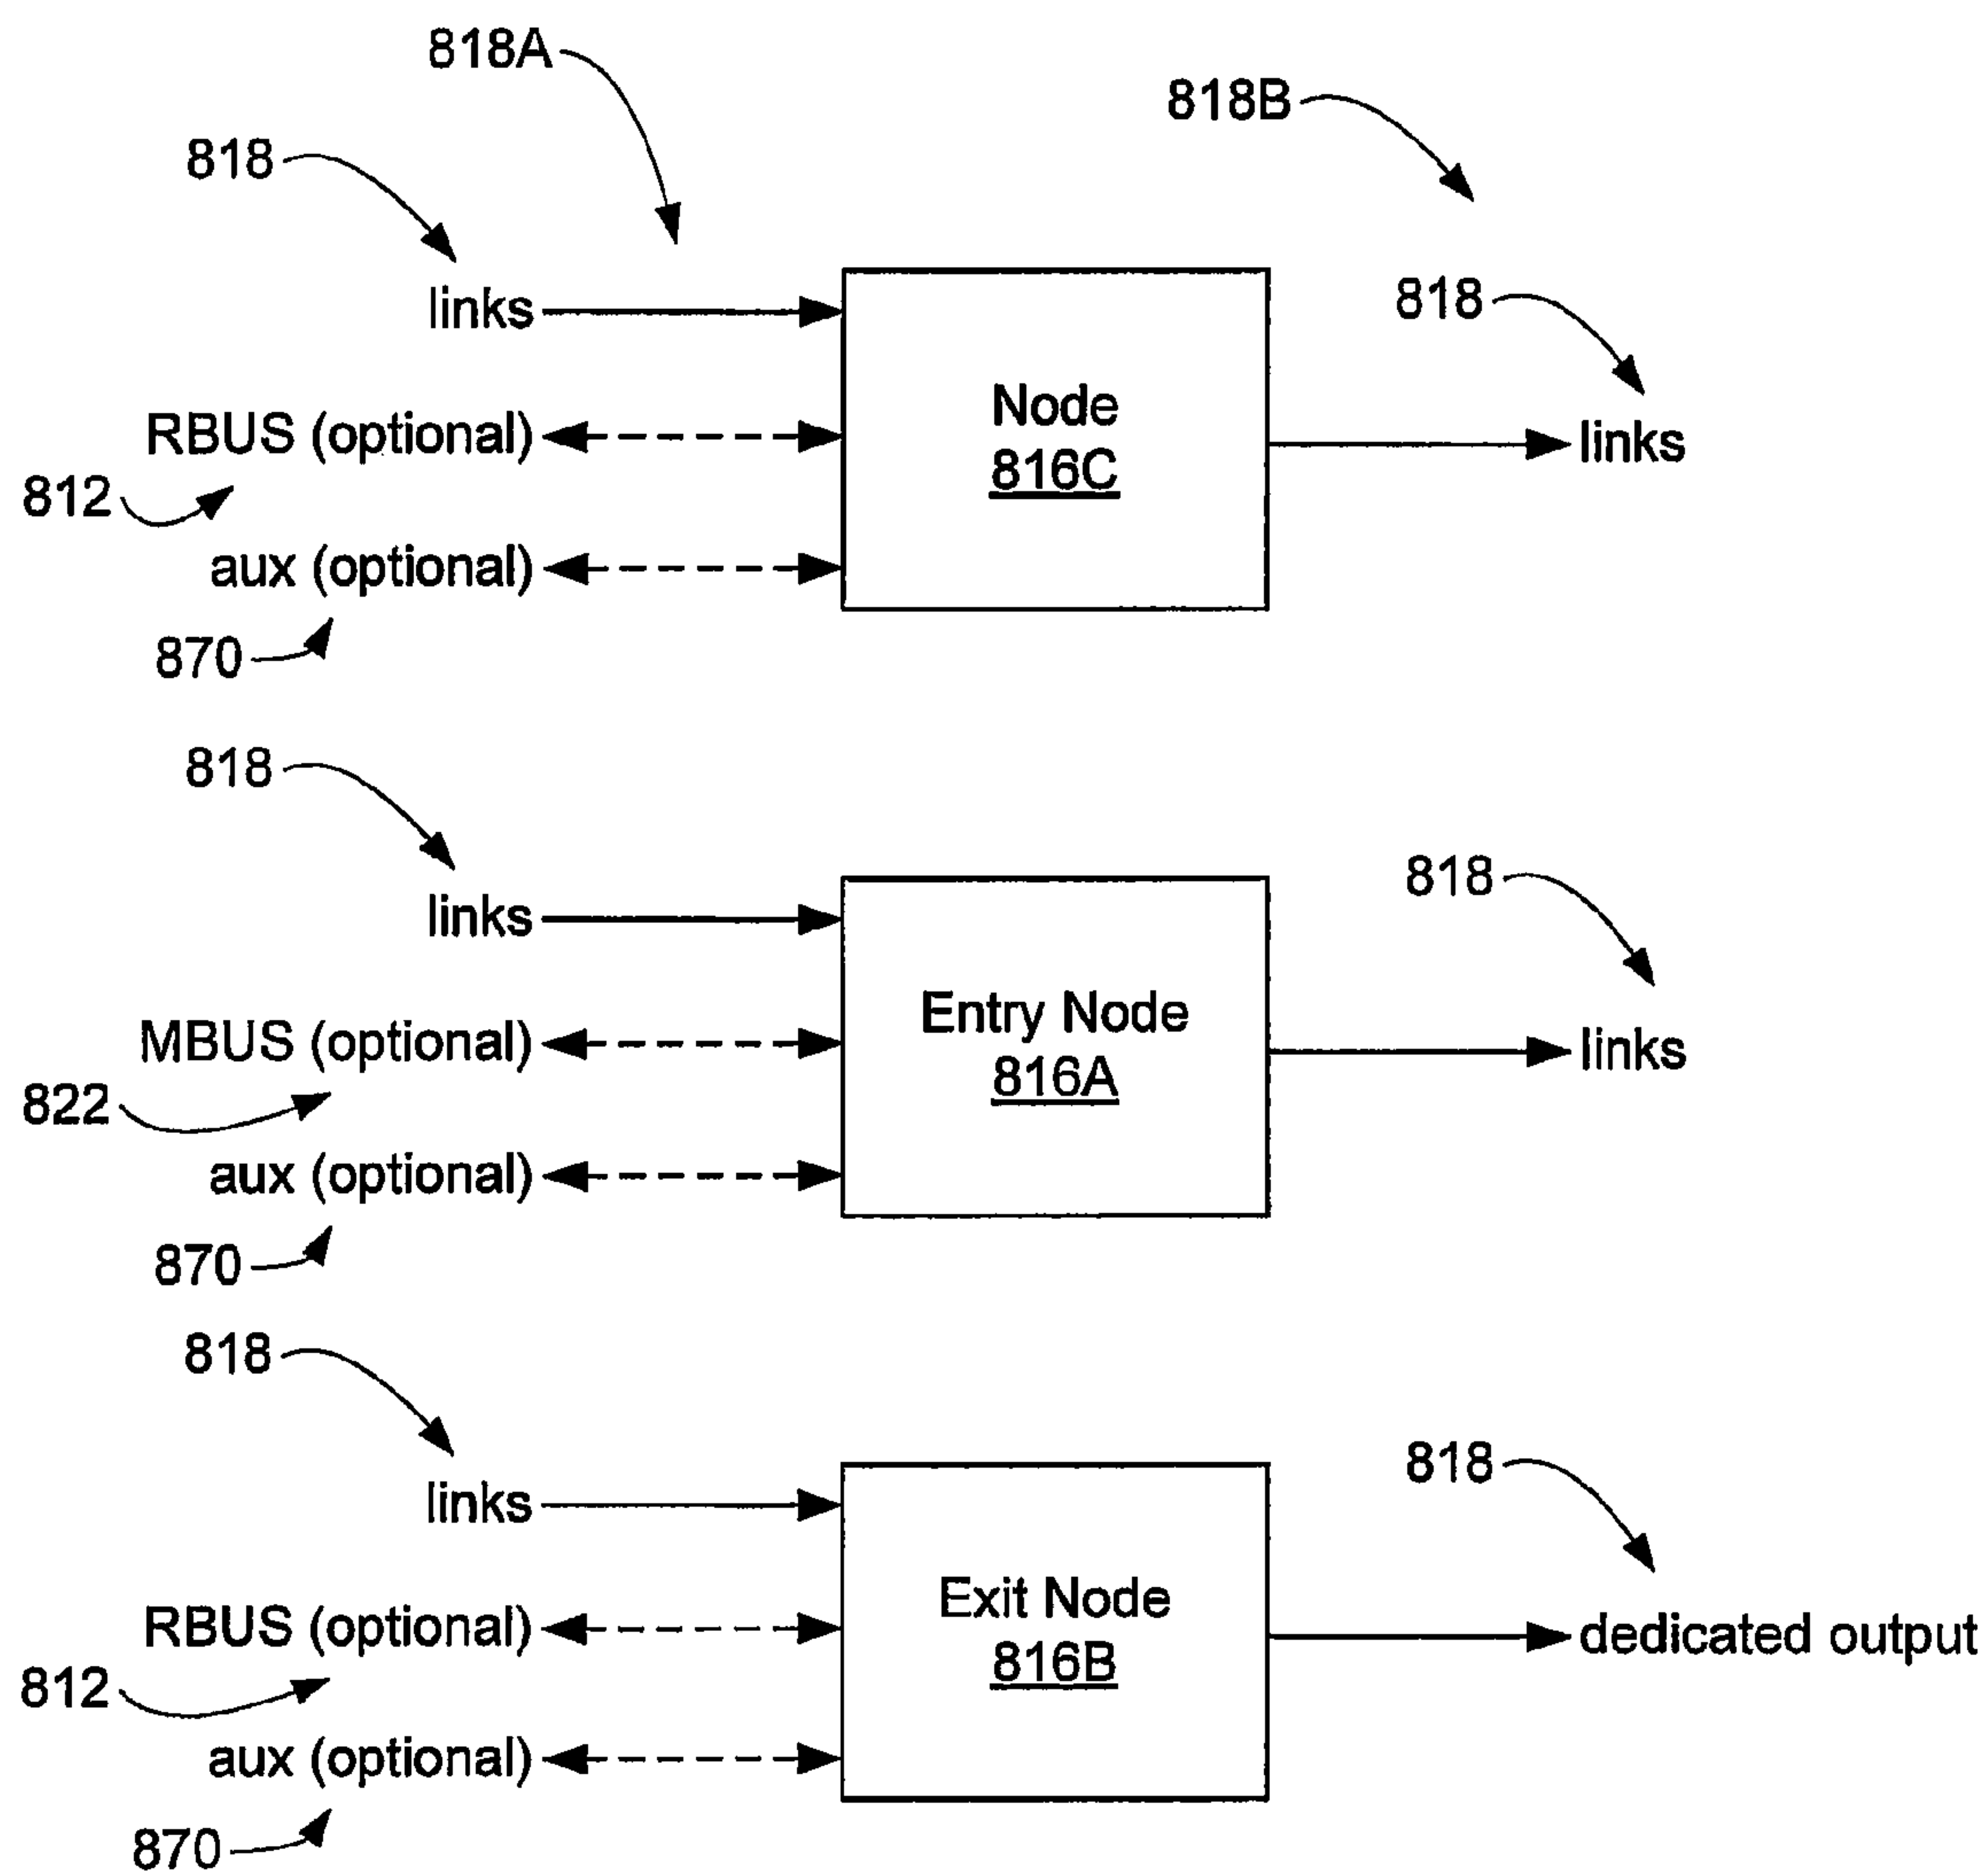 818A
818B
818
818
links
Node
816C
links
RBUS (optional)
812
aux (optional)
870
818
818
links
Entry Node
816A
links
MBUS (optional)
822
aux (optional)
870
818
818
links
Exit Node
816B
dedicated output
RBUS (optional)
812
aux (optional)
870